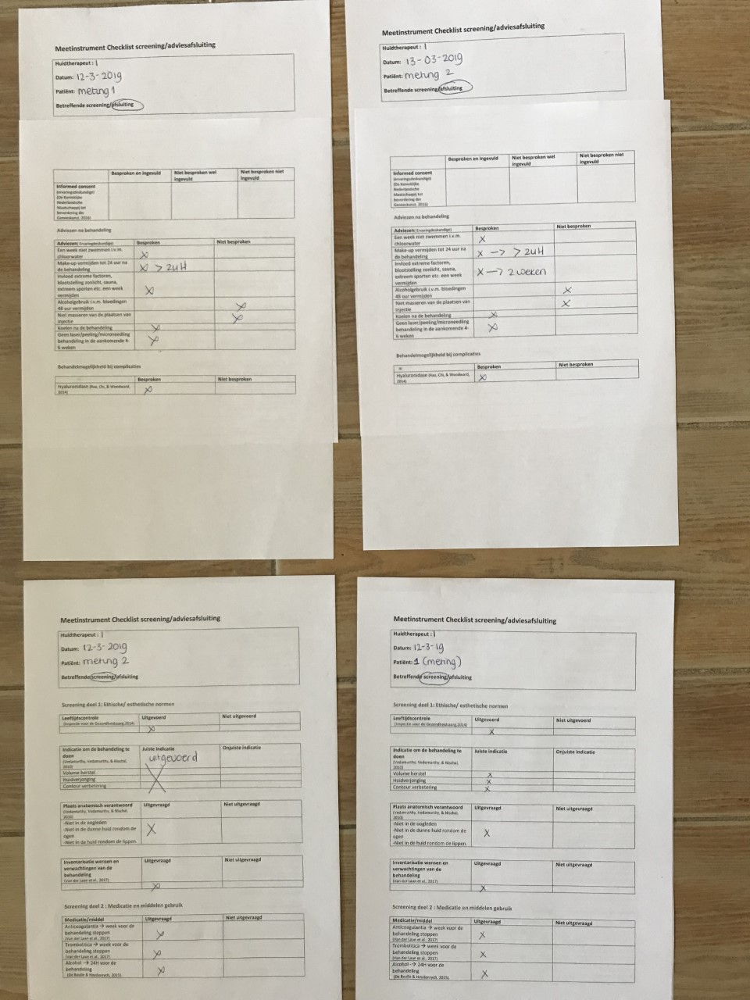 Meetinstrument Checklist screening/adviesafsluiting
Huidtherapeut: 1
Datum: 12-3-2019
Patiënt: meting 1
Betreffende screening/afsluiting
Besproken en ingevuld Niet besproken wel ingevuld Niet besproken niet ingevuld
Informed consent
(ervaringsdeskundige)
(De Koninklijke
Nederlandsche
Maatschappij tot
bevordering der
Geneeskunst, 2016)
Adviezen na behandeling
Adviezen( Ervaringsdeskundige) Besproken Niet besproken
Een week niet zwemmen i.v.m.
chloorwater X
Make-up vermijden tot 24 uur na
de behandeling X > 24H
Invloed extreme factoren,
blootstelling zonlicht, sauna,
extreem sporten etc. een week
vermijden X
Alcoholgebruik i.v.m. bloedingen
48 uur vermijden X
Niet masseren van de plaatsen van
injectie X
Koelen na de behandeling X
Geen laser/peeling/microneedling
behandeling in de aankomende 4-
6 weken X
Behandelmogelijkheid bij complicaties
Besproken Niet besproken
Hyaluronidase (Rao, Chi, & Woodward,
2014) X
Meetinstrument Checklist screening/adviesafsluiting
Huidtherapeut: 1
Datum: 13-03-2019
Patiënt: meting 2
Betreffende screening/afsluiting
Besproken en ingevuld Niet besproken wel ingevuld Niet besproken niet ingevuld
Informed consent
(ervaringsdeskundige)
(De Koninklijke
Nederlandsche
Maatschappij tot
bevordering der
Geneeskunst, 2016)
Adviezen na behandeling
Adviezen( Ervaringsdeskundige) Besproken Niet besproken
Een week niet zwemmen i.v.m.
chloorwater X
Make-up vermijden tot 24 uur na
de behandeling X -> > 24H
Invloed extreme factoren,
blootstelling zonlicht, sauna,
extreem sporten etc. een week
vermijden X -> 2 weken
Alcoholgebruik i.v.m. bloedingen
48 uur vermijden X
Niet masseren van de plaatsen van
injectie X
Koelen na de behandeling X
Geen laser/peeling/microneedling
behandeling in de aankomende 4-
6 weken X
Behandelmogelijkheid bij complicaties
Besproken Niet besproken
Hyaluronidase (Rao, Chi, & Woodward,
2014) X
Meetinstrument Checklist screening/adviesafsluiting
Huidtherapeut: 1
Datum: 12-3-2019
Patiënt: meting 2
Betreffende screening/afsluiting
Screening deel 1: Ethische/ esthetische normen
Leeftijdscontrole Uitgevoerd Niet uitgevoerd
(Inspectie voor de Gezondheidszorg, 2014)
X
Indicatie om de behandeling te
doen Juiste indicatie Onjuiste indicatie
(Vedamurthy, Vedamurthy, & Nischal,
2010) uitgevoerd
Volume herstel
Huidverjonging X
Contour verbetering
Plaats anatomisch verantwoord Uitgevraagd Niet uitgevraagd
(Vedamurthy, Vedamurthy, & Nischal,
2010)
-Niet in de oogleden
-Niet in de dunne huid rondom de
ogen X
-Niet in de huid rondom de lippen
Inventarisatie wensen en
verwachtingen van de
behandeling Uitgevraagd Niet uitgevraagd
(Van der Laan et al., 2017)
X
Screening deel 2 : Medicatie en middelen gebruik
Medicatie/middel Uitgevraagd Niet uitgevraagd
Anticoagulantia → week voor de
behandeling stoppen X
(Van der Laan et al., 2017)
Trombolitica → week voor de
behandeling stoppen X
(Van der Laan et al., 2017)
Alcohol → 24H voor de
behandeling X
(De Boulle & Heydenrych, 2015)
Meetinstrument Checklist screening/adviesafsluiting
Huidtherapeut: 1
Datum: 12-3-19
Patiënt: 1 (meting)
Betreffende screening/afsluiting
Screening deel 1: Ethische/ esthetische normen
Leeftijdscontrole Uitgevoerd Niet uitgevoerd
(Inspectie voor de Gezondheidszorg, 2014)
X
Indicatie om de behandeling te
doen Juiste indicatie Onjuiste indicatie
(Vedamurthy, Vedamurthy, & Nischal,
2010)
Volume herstel X
Huidverjonging X
Contour verbetering X
Plaats anatomisch verantwoord Uitgevraagd Niet uitgevraagd
(Vedamurthy, Vedamurthy, & Nischal,
2010)
-Niet in de oogleden
-Niet in de dunne huid rondom de
ogen X
-Niet in de huid rondom de lippen
Inventarisatie wensen en
verwachtingen van de
behandeling Uitgevraagd Niet uitgevraagd
(Van der Laan et al., 2017)
X
Screening deel 2 : Medicatie en middelen gebruik
Medicatie/middel Uitgevraagd Niet uitgevraagd
Anticoagulantia → week voor de
behandeling stoppen X
(Van der Laan et al., 2017)
Trombolitica → week voor de
behandeling stoppen X
(Van der Laan et al., 2017)
Alcohol → 24H voor de
behandeling X
(De Boulle & Heydenrych, 2015)